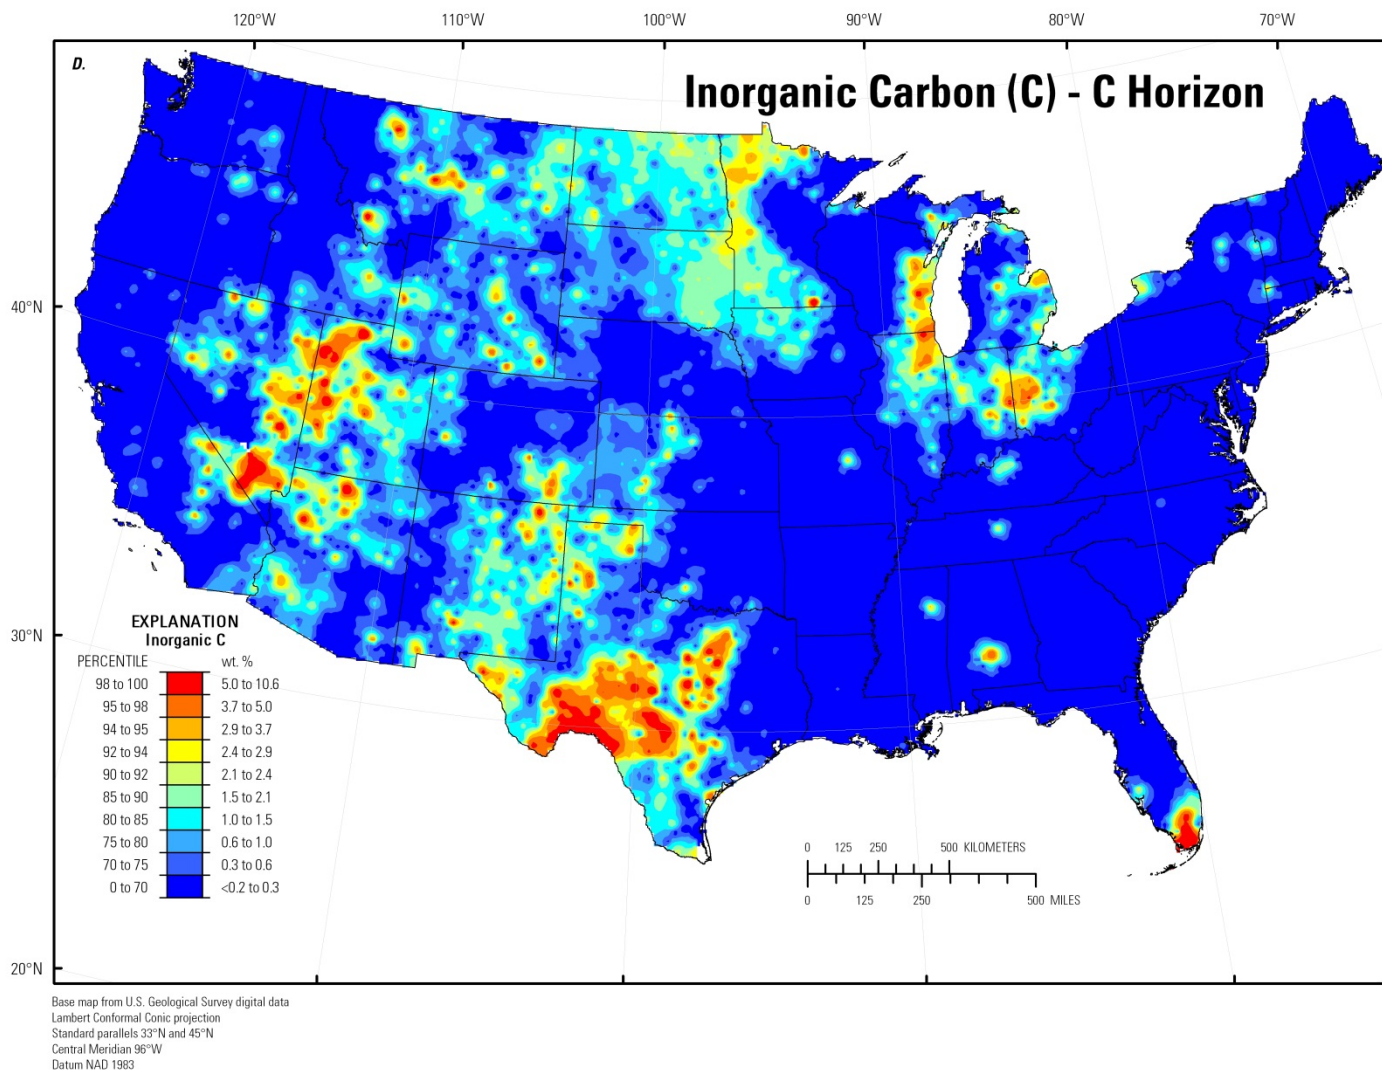 120°W 110°W 100°W 90°W 80°W 70°W
D.
Inorganic Carbon (C) - C Horizon
40°N
30°N
20°N
EXPLANATION
Inorganic C
PERCENTILE wt. %
98 to 100 5.0 to 10.6
95 to 98 3.7 to 5.0
94 to 95 2.9 to 3.7
92 to 94 2.4 to 2.9
90 to 92 2.1 to 2.4
85 to 90 1.5 to 2.1
80 to 85 1.0 to 1.5
75 to 80 0.6 to 1.0
70 to 75 0.3 to 0.6
0 to 70 <0.2 to 0.3
0 125 250 500 KILOMETERS
0 125 250 500 MILES
Base map from U.S. Geological Survey digital data
Lambert Conformal Conic projection
Standard parallels 33°N and 45°N
Central Meridian 96°W
Datum NAD 1983